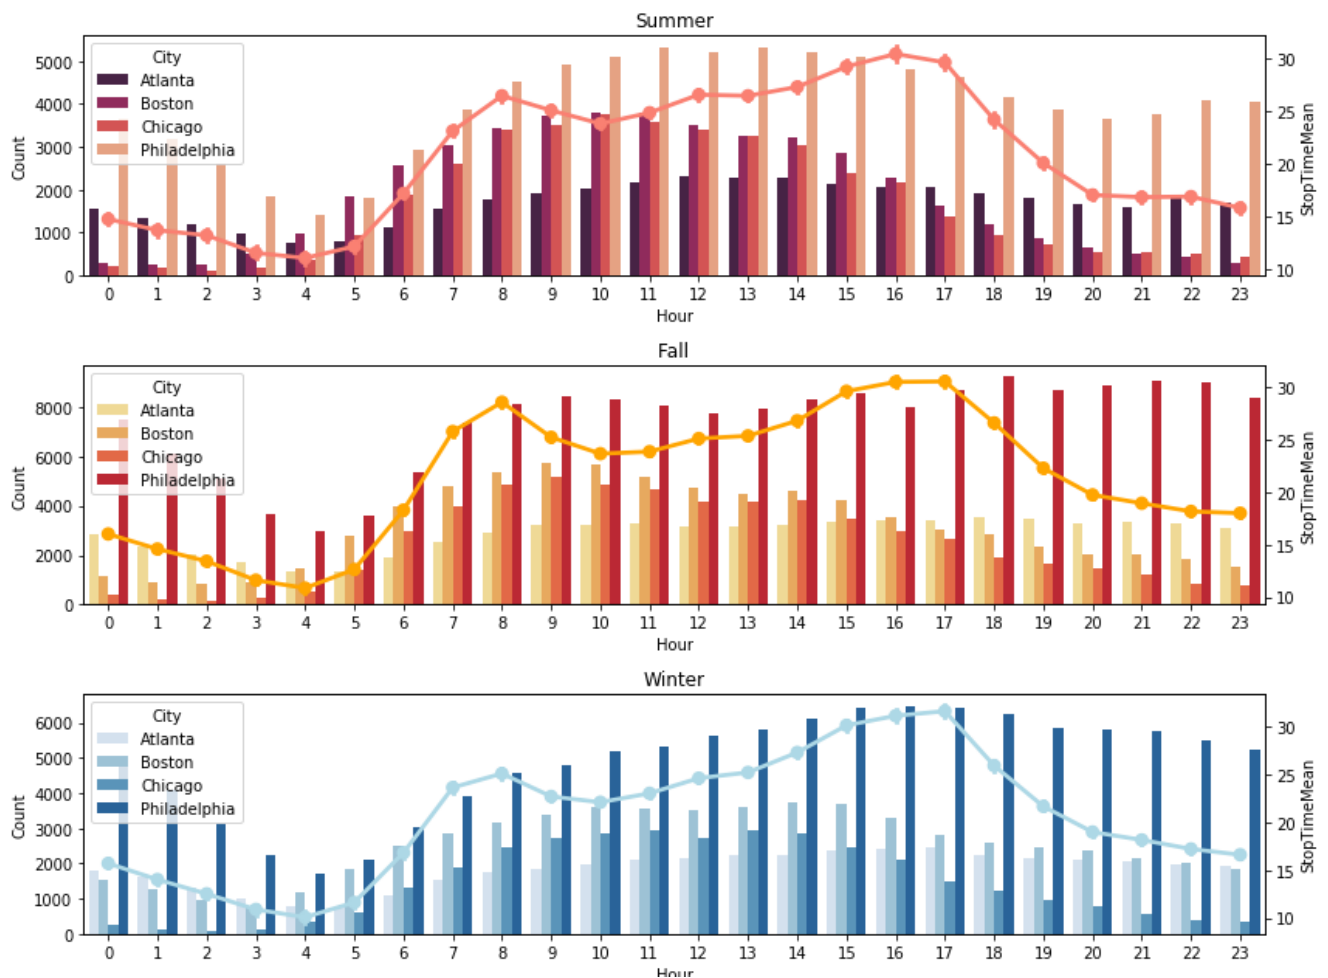 Summer
City
Atlanta
Boston
Chicago
Philadelphia
Count
5000
4000
3000
2000
1000
0
30
25
20
15
10
StopTimeMean
0 1 2 3 4 5 6 7 8 9 10 11 12 13 14 15 16 17 18 19 20 21 22 23
Hour
Fall
City
Atlanta
Boston
Chicago
Philadelphia
Count
8000
6000
4000
2000
0
30
25
20
15
10
StopTimeMean
0 1 2 3 4 5 6 7 8 9 10 11 12 13 14 15 16 17 18 19 20 21 22 23
Hour
Winter
City
Atlanta
Boston
Chicago
Philadelphia
Count
6000
5000
4000
3000
2000
1000
0
30
25
20
15
10
StopTimeMean
0 1 2 3 4 5 6 7 8 9 10 11 12 13 14 15 16 17 18 19 20 21 22 23
Hour